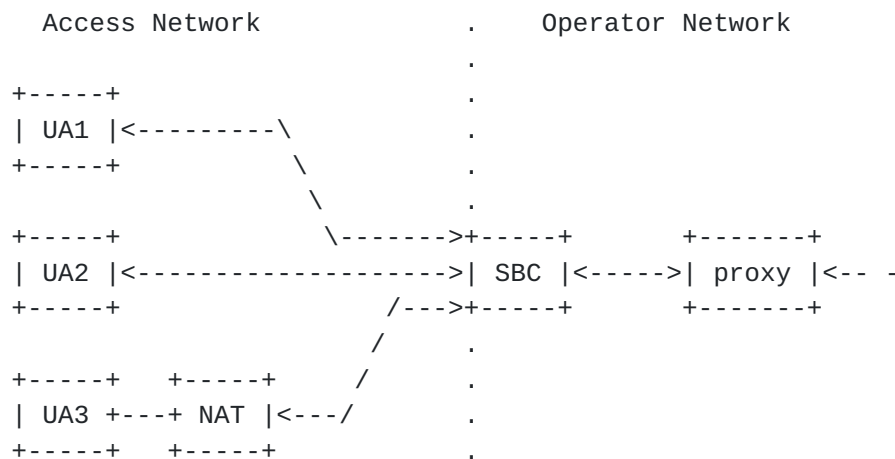 Access Network . Operator Network
.
+-----+ .
| UA1 |<---------\ .
+-----+ \ .
\ .
+-----+ \------->+-----+ +-------+
| UA2 |<-------------------->| SBC |<----->| proxy |<-- -
+-----+ /--->+-----+ +-------+
/ .
+-----+ +-----+ / .
| UA3 +---+ NAT |<---/ .
+-----+ +-----+ .